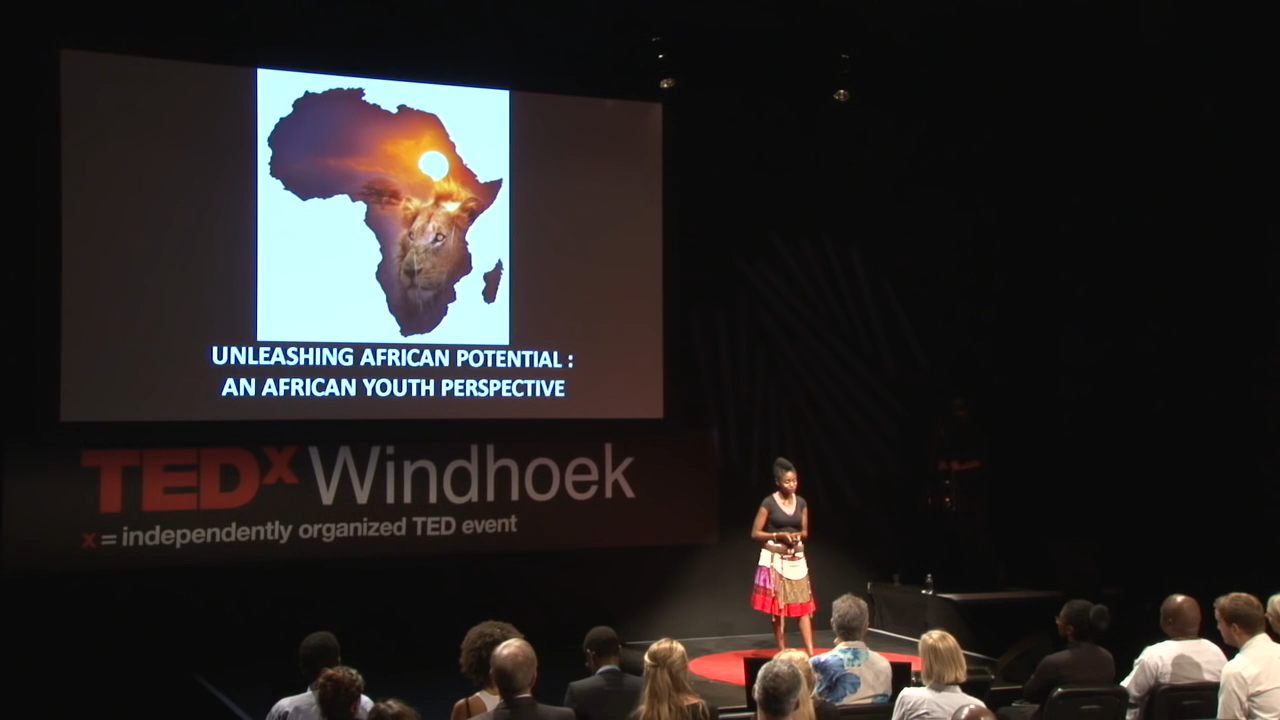 UNLEASHING AFRICAN POTENTIAL :
AN AFRICAN YOUTH PERSPECTIVE
TEDx Windhoek
x = independently organized TED event